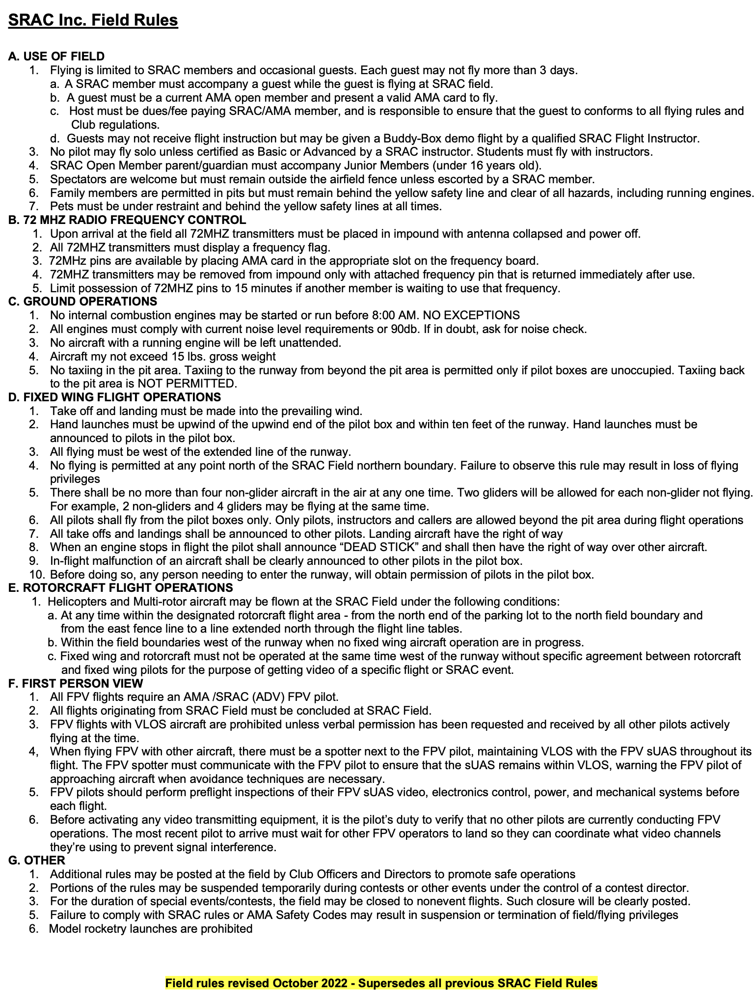 SRAC Inc. Field Rules
A. USE OF FIELD
1. Flying is limited to SRAC members and occasional guests. Each guest may not fly more than 3 days.
a. A SRAC member must accompany a guest while the guest is flying at SRAC field.
b. A guest must be a current AMA open member and present a valid AMA card to fly.
c. Host must be dues/fee paying SRAC/AMA member, and is responsible to ensure that the guest to conforms to all flying rules and
Club regulations.
d. Guests may not receive flight instruction but may be given a Buddy-Box demo flight by a qualified SRAC Flight Instructor.
3. No pilot may fly solo unless certified as Basic or Advanced by a SRAC instructor. Students must fly with instructors.
4. SRAC Open Member parent/guardian must accompany Junior Members (under 16 years old).
5. Spectators are welcome but must remain outside the airfield fence unless escorted by a SRAC member.
6. Family members are permitted in pits but must remain behind the yellow safety line and clear of all hazards, including running engines.
7. Pets must be under restraint and behind the yellow safety lines at all times.
B. 72 MHZ RADIO FREQUENCY CONTROL
1. Upon arrival at the field all 72MHZ transmitters must be placed in impound with antenna collapsed and power off.
2. All 72MHZ transmitters must display a frequency flag.
3. 72MHz pins are available by placing AMA card in the appropriate slot on the frequency board.
4. 72MHZ transmitters may be removed from impound only with attached frequency pin that is returned immediately after use.
5. Limit possession of 72MHZ pins to 15 minutes if another member is waiting to use that frequency.
C. GROUND OPERATIONS
1. No internal combustion engines may be started or run before 8:00 AM. NO EXCEPTIONS
2. All engines must comply with current noise level requirements or 90db. If in doubt, ask for noise check.
3. No aircraft with a running engine will be left unattended.
4. Aircraft my not exceed 15 lbs. gross weight
5. No taxiing in the pit area. Taxiing to the runway from beyond the pit area is permitted only if pilot boxes are unoccupied. Taxiing back
to the pit area is NOT PERMITTED.
D. FIXED WING FLIGHT OPERATIONS
1. Take off and landing must be made into the prevailing wind.
2. Hand launches must be upwind of the upwind end of the pilot box and within ten feet of the runway. Hand launches must be
announced to pilots in the pilot box.
3. All flying must be west of the extended line of the runway.
4. No flying is permitted at any point north of the SRAC Field northern boundary. Failure to observe this rule may result in loss of flying
privileges
5. There shall be no more than four non-glider aircraft in the air at any one time. Two gliders will be allowed for each non-glider not flying.
For example, 2 non-gliders and 4 gliders may be flying at the same time.
6. All pilots shall fly from the pilot boxes only. Only pilots, instructors and callers are allowed beyond the pit area during flight operations
7. All take offs and landings shall be announced to other pilots. Landing aircraft have the right of way
8. When an engine stops in flight the pilot shall announce “DEAD STICK” and shall then have the right of way over other aircraft.
9. In-flight malfunction of an aircraft shall be clearly announced to other pilots in the pilot box.
10. Before doing so, any person needing to enter the runway, will obtain permission of pilots in the pilot box.
E. ROTORCRAFT FLIGHT OPERATIONS
1. Helicopters and Multi-rotor aircraft may be flown at the SRAC Field under the following conditions:
a. At any time within the designated rotorcraft flight area - from the north end of the parking lot to the north field boundary and
from the east fence line to a line extended north through the flight line tables.
b. Within the field boundaries west of the runway when no fixed wing aircraft operation are in progress.
c. Fixed wing and rotorcraft must not be operated at the same time west of the runway without specific agreement between rotorcraft
and fixed wing pilots for the purpose of getting video of a specific flight or SRAC event.
F. FIRST PERSON VIEW
1. All FPV flights require an AMA /SRAC (ADV) FPV pilot.
2. All flights originating from SRAC Field must be concluded at SRAC Field.
3. FPV flights with VLOS aircraft are prohibited unless verbal permission has been requested and received by all other pilots actively
flying at the time.
4, When flying FPV with other aircraft, there must be a spotter next to the FPV pilot, maintaining VLOS with the FPV sUAS throughout its
flight. The FPV spotter must communicate with the FPV pilot to ensure that the sUAS remains within VLOS, warning the FPV pilot of
approaching aircraft when avoidance techniques are necessary.
5. FPV pilots should perform preflight inspections of their FPV sUAS video, electronics control, power, and mechanical systems before
each flight.
6. Before activating any video transmitting equipment, it is the pilot’s duty to verify that no other pilots are currently conducting FPV
operations. The most recent pilot to arrive must wait for other FPV operators to land so they can coordinate what video channels
they’re using to prevent signal interference.
G. OTHER
1. Additional rules may be posted at the field by Club Officers and Directors to promote safe operations
2. Portions of the rules may be suspended temporarily during contests or other events under the control of a contest director.
3. For the duration of special events/contests, the field may be closed to nonevent flights. Such closure will be clearly posted.
5. Failure to comply with SRAC rules or AMA Safety Codes may result in suspension or termination of field/flying privileges
6. Model rocketry launches are prohibited
Field rules revised October 2022 - Supersedes all previous SRAC Field Rules